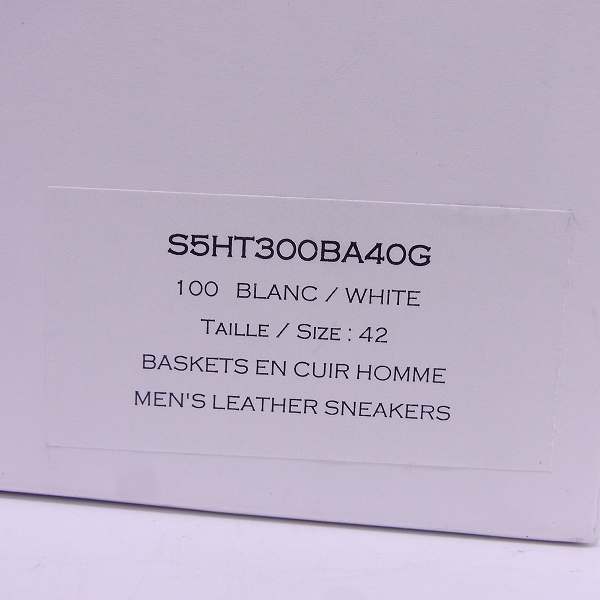 S5HT300BA40G
100 BLANC / WHITE
TAILLE / SIZE : 42
BASKETS EN CUIR HOMME
MEN'S LEATHER SNEAKERS